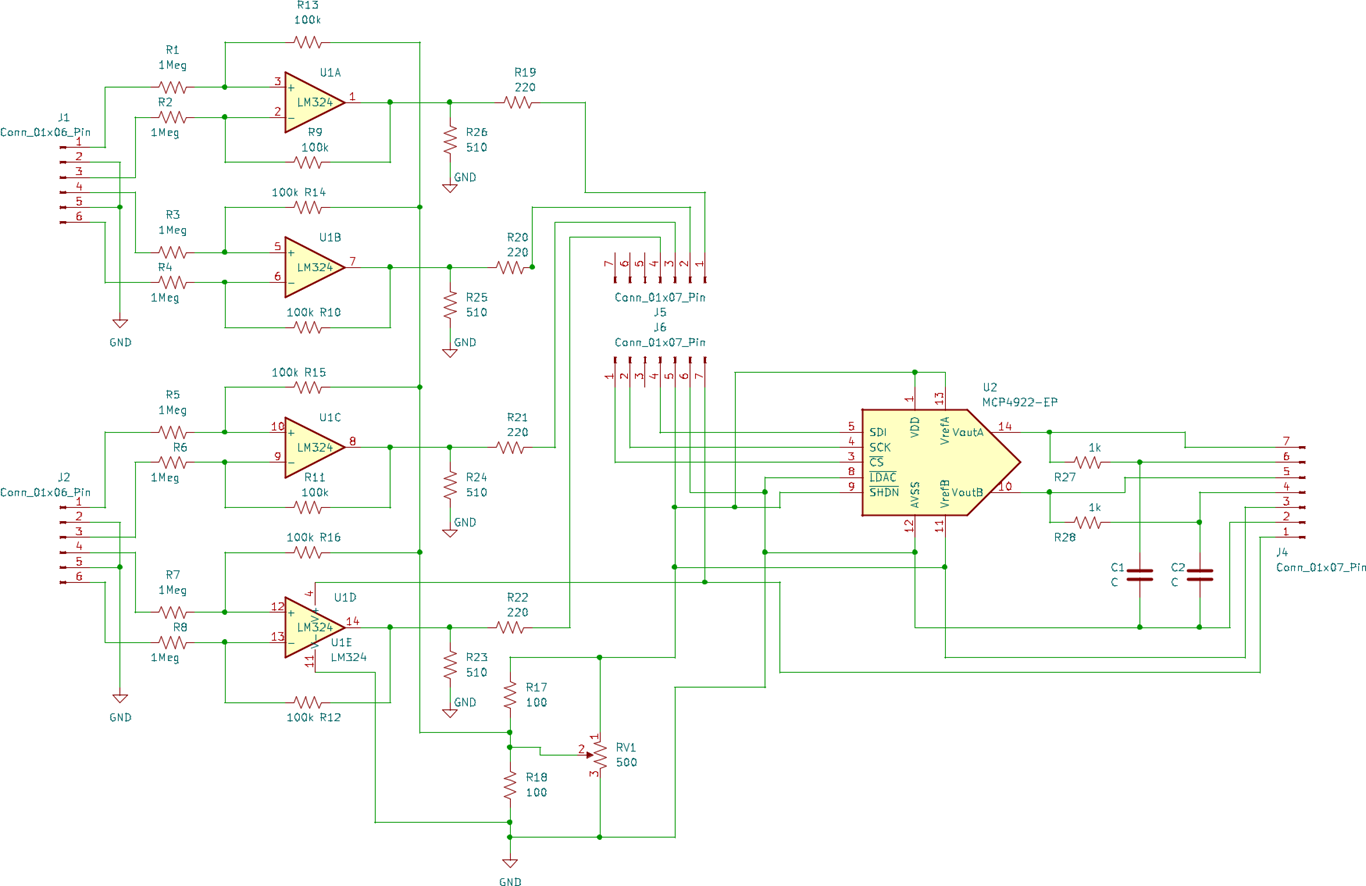 R13
100k
R1
1Meg
3
+
U1A
LM324
1
R19
220
R2
1Meg
2
−
R9
100k
R26
510
GND
J1
Conn_01x06_Pin
1
2
3
4
5
6
100k R14
R3
1Meg
5
+
U1B
LM324
7
R20
220
R4
1Meg
6
−
100k R10
R25
510
GND
GND
7
6
5
4
3
2
1
Conn_01x07_Pin
J5
J6
Conn_01x07_Pin
1
2
3
4
5
6
7
100k R15
R5
1Meg
10
+
U1C
LM324
8
R21
220
R6
1Meg
9
−
R11
100k
R24
510
GND
J2
Conn_01x06_Pin
1
2
3
4
5
6
100k R16
R7
1Meg
12
+
4
V+
U1D
LM324
14
R22
220
R8
1Meg
13
−
11
V-
U1E
LM324
100k R12
R23
510
GND
GND
R17
100
R18
100
1
2
3
RV1
500
GND
U2
MCP4922-EP
1
VDD
13
VrefA
5
SDI
4
SCK
3
CS
8
LDAC
9
SHDN
12
AVSS
11
VrefB
VoutA
14
VoutB
10
1k
R27
1k
R28
C1
C
C2
C
7
6
5
4
3
2
1
J4
Conn_01x07_Pin